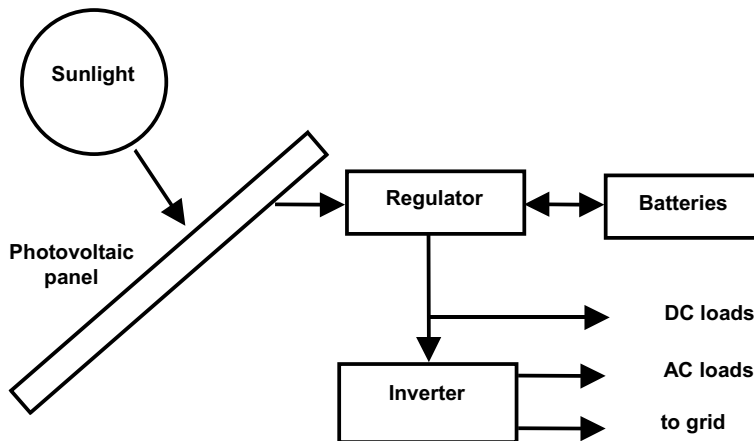 Sunlight
Photovoltaic
panel
Regulator
Batteries
DC loads
Inverter
AC loads
to grid